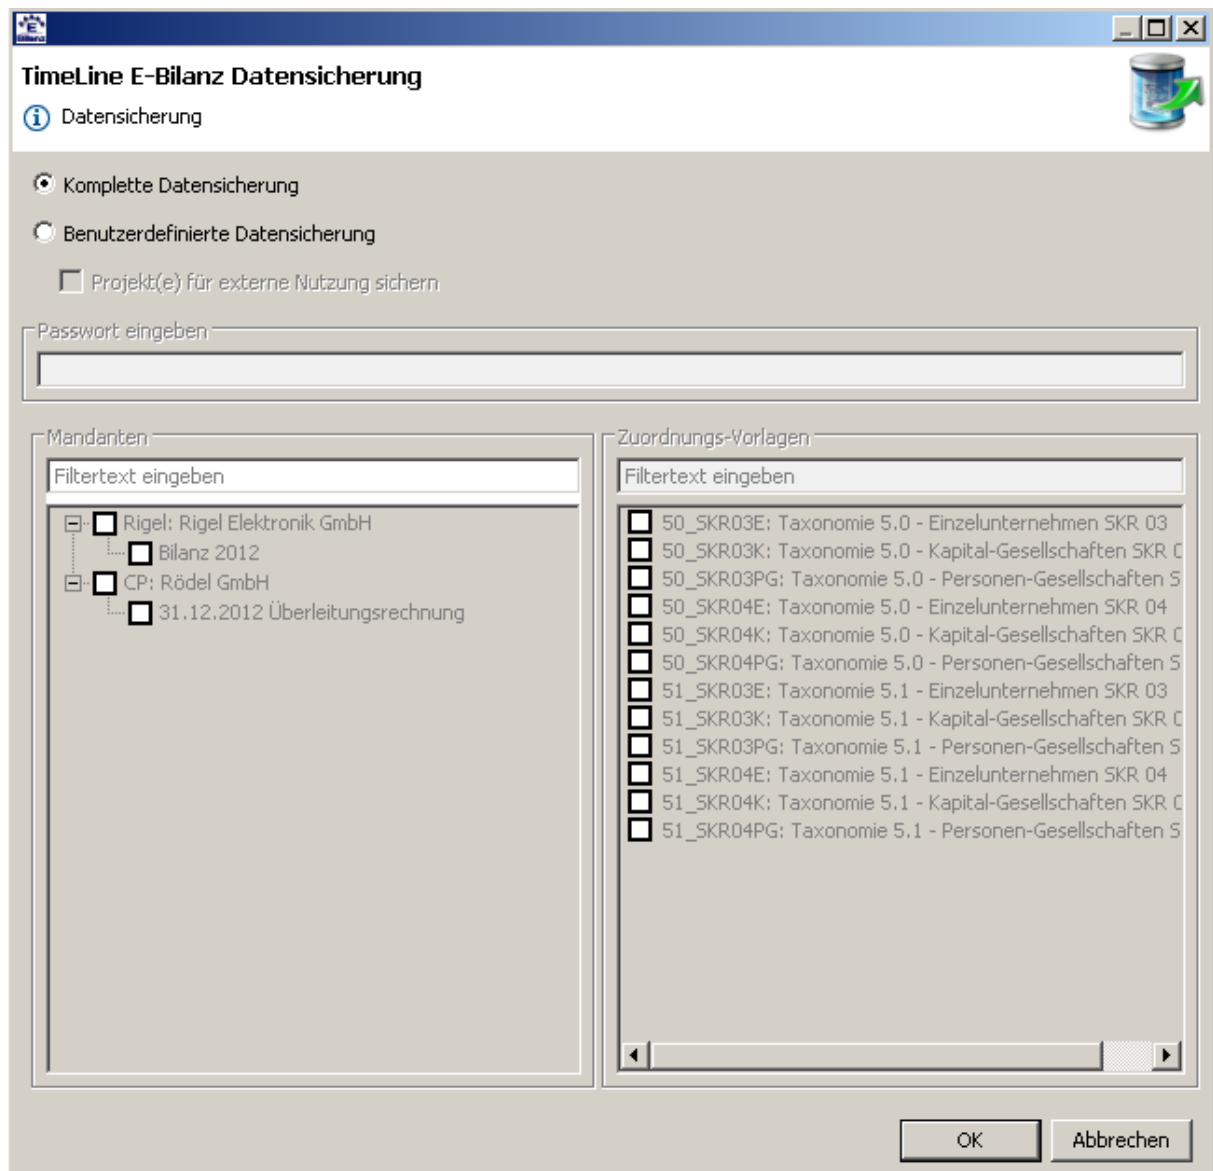 TimeLine E-Bilanz Datensicherung
Datensicherung
Komplette Datensicherung
Benutzerdefinierte Datensicherung
Projekt(e) für externe Nutzung sichern
Passwort eingeben
Mandanten
Filtertext eingeben
Rigel: Rigel Elektronik GmbH
Bilanz 2012
CP: Rödel GmbH
31.12.2012 Überleitungsrechnung
Zuordnungs-Vorlagen
Filtertext eingeben
50_SKR03E: Taxonomie 5.0 - Einzelunternehmen SKR 03
50_SKR03K: Taxonomie 5.0 - Kapital-Gesellschaften SKR
50_SKR03PG: Taxonomie 5.0 - Personen-Gesellschaften S
50_SKR04E: Taxonomie 5.0 - Einzelunternehmen SKR 04
50_SKR04K: Taxonomie 5.0 - Kapital-Gesellschaften SKR
50_SKR04PG: Taxonomie 5.0 - Personen-Gesellschaften S
51_SKR03E: Taxonomie 5.1 - Einzelunternehmen SKR 03
51_SKR03K: Taxonomie 5.1 - Kapital-Gesellschaften SKR
51_SKR03PG: Taxonomie 5.1 - Personen-Gesellschaften S
51_SKR04E: Taxonomie 5.1 - Einzelunternehmen SKR 04
51_SKR04K: Taxonomie 5.1 - Kapital-Gesellschaften SKR
51_SKR04PG: Taxonomie 5.1 - Personen-Gesellschaften S
OK
Abbrechen